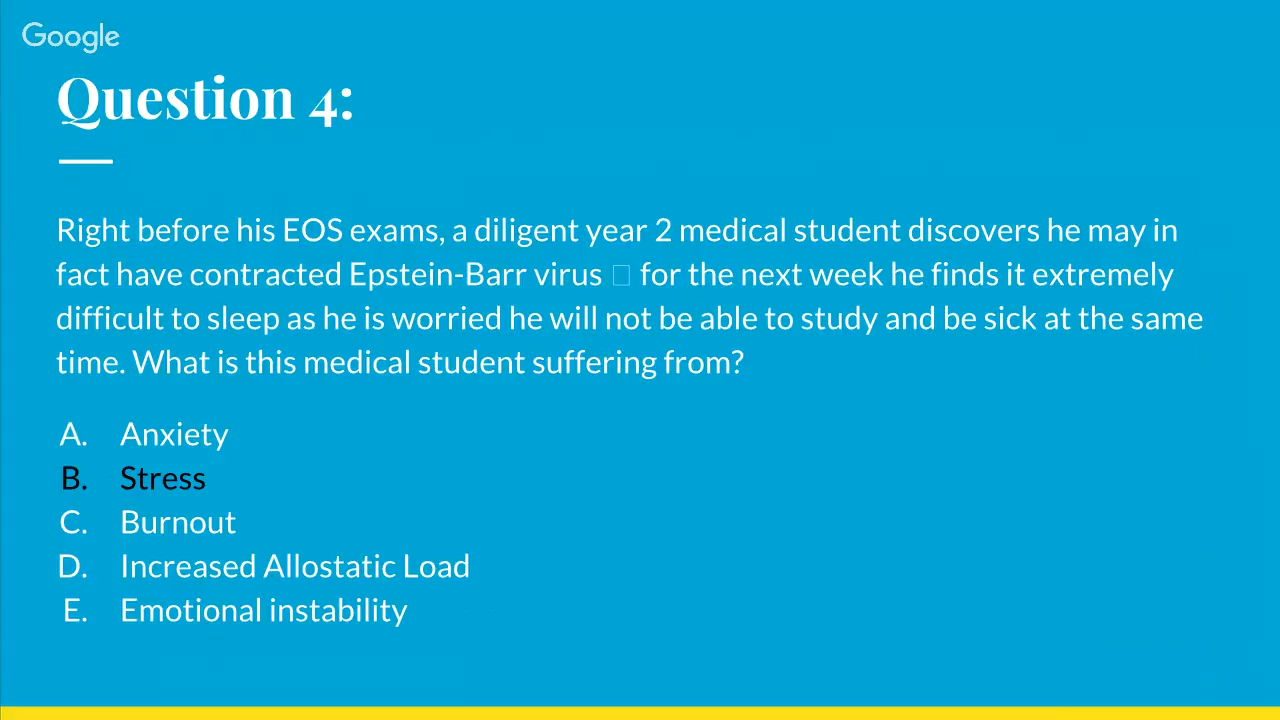 Google
Question 4:
Right before his EOS exams, a diligent year 2 medical student discovers he may in
fact have contracted Epstein-Barr virus for the next week he finds it extremely
difficult to sleep as he is worried he will not be able to study and be sick at the same
time. What is this medical student suffering from?
A. Anxiety
B. Stress
C. Burnout
D. Increased Allostatic Load
E. Emotional instability